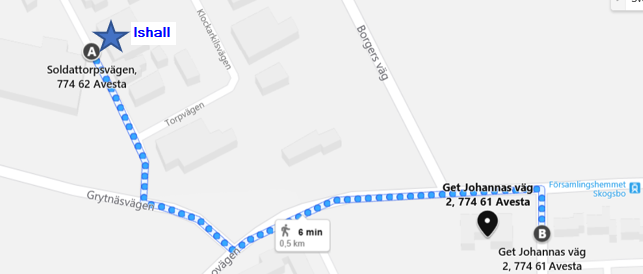 Ishall
Klockarkilsvägen
Borgers väg
A
Soldattorpsvägen,
774 62 Avesta
Torpvägen
Grytnäsvägen
Get Johannas väg
2, 774 61 Avesta
Församlingshemmet
Skogsbo
6 min
0,5 km
B
Get Johannas väg
2, 774 61 Avesta
ovägen